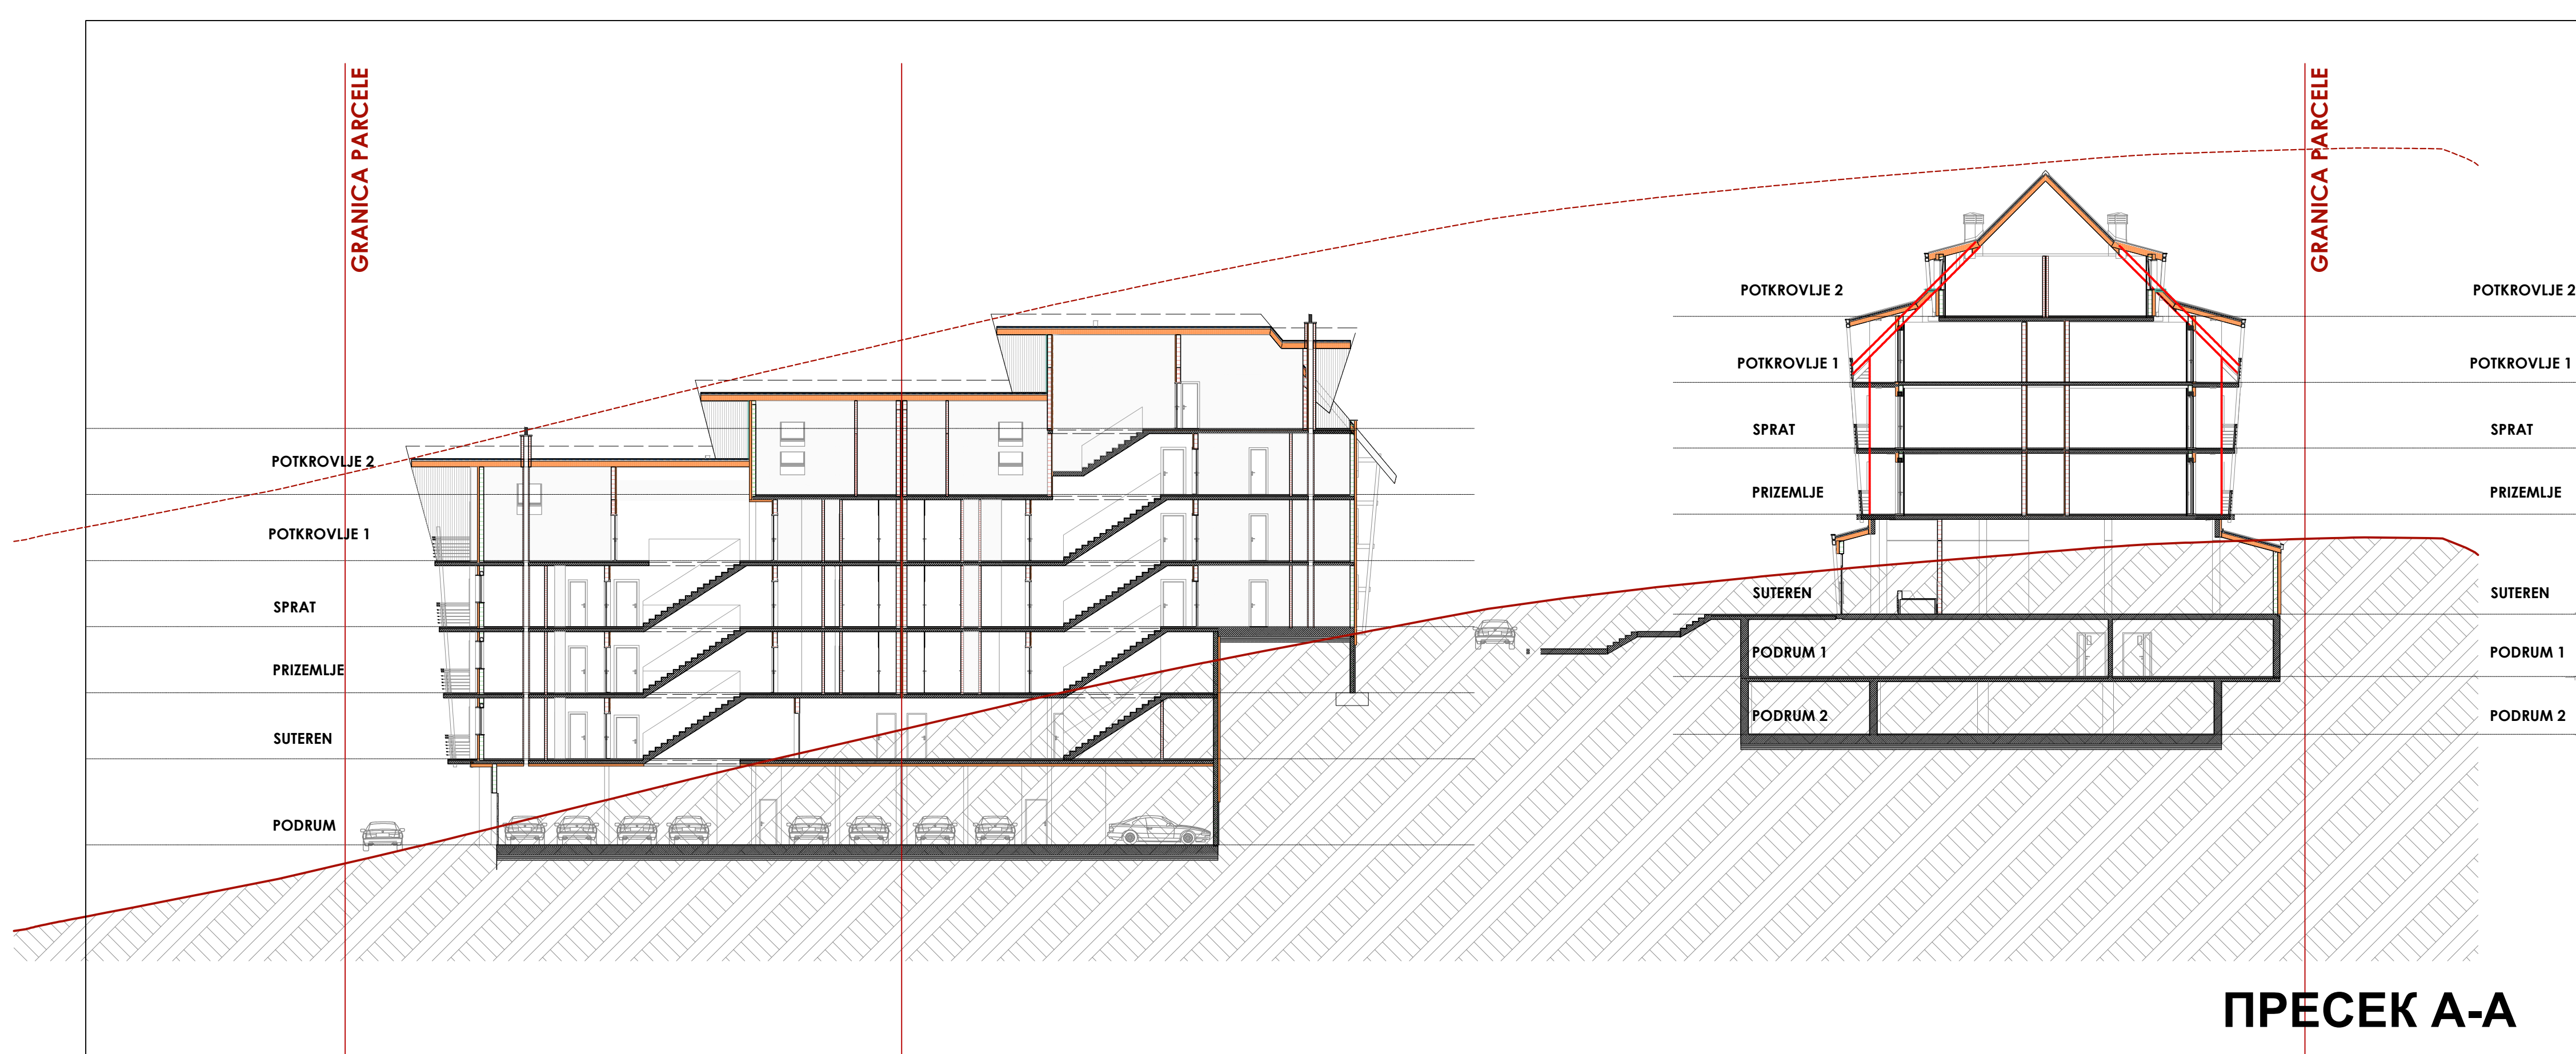 GRANICA PARCELE
GRANICA PARCELE
POTKROVLJE 2
POTKROVLJE 1
SPRAT
PRIZEMLJE
SUTEREN
PODRUM
POTKROVLJE 2
POTKROVLJE 1
SPRAT
PRIZEMLJE
SUTEREN
PODRUM 1
PODRUM 2
POTKROVLJE 2
POTKROVLJE 1
SPRAT
PRIZEMLJE
SUTEREN
PODRUM 1
PODRUM 2
ПРЕСЕК А-А